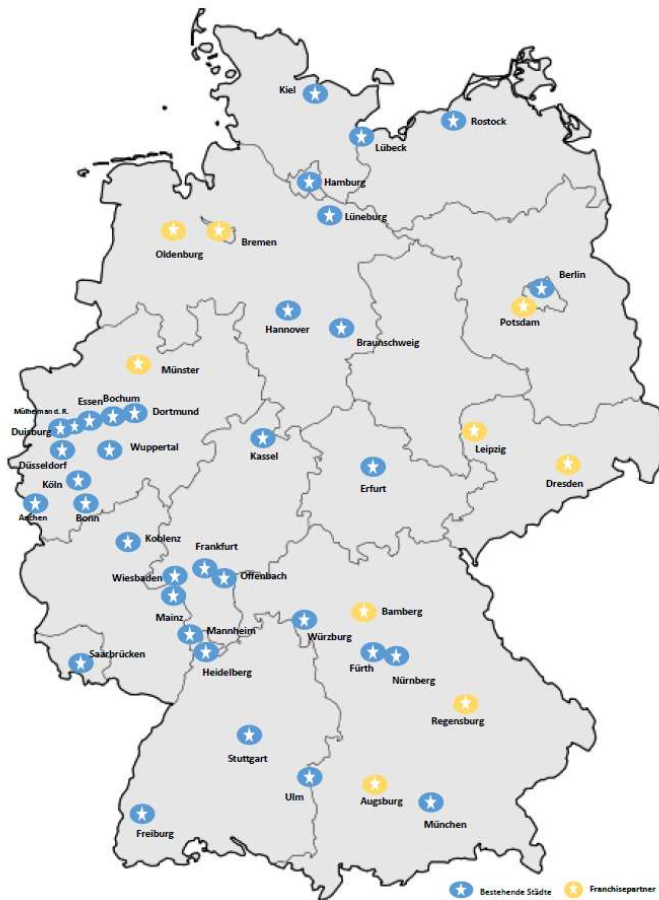 Kiel
Rostock
Lübeck
Hamburg
Lüneburg
Oldenburg
Bremen
Berlin
Potsdam
Hannover
Braunschweig
Münster
Essen
Bochum
Mülheim a. d. R.
Dortmund
Duisburg
Wuppertal
Düsseldorf
Kassel
Leipzig
Köln
Erfurt
Dresden
Aachen
Bonn
Koblenz
Frankfurt
Wiesbaden
Offenbach
Mainz
Bamberg
Mannheim
Würzburg
Saarbrücken
Heidelberg
Fürth
Nürnberg
Regensburg
Stuttgart
Ulm
Augsburg
München
Freiburg
Bestehende Städte
Franchisepartner